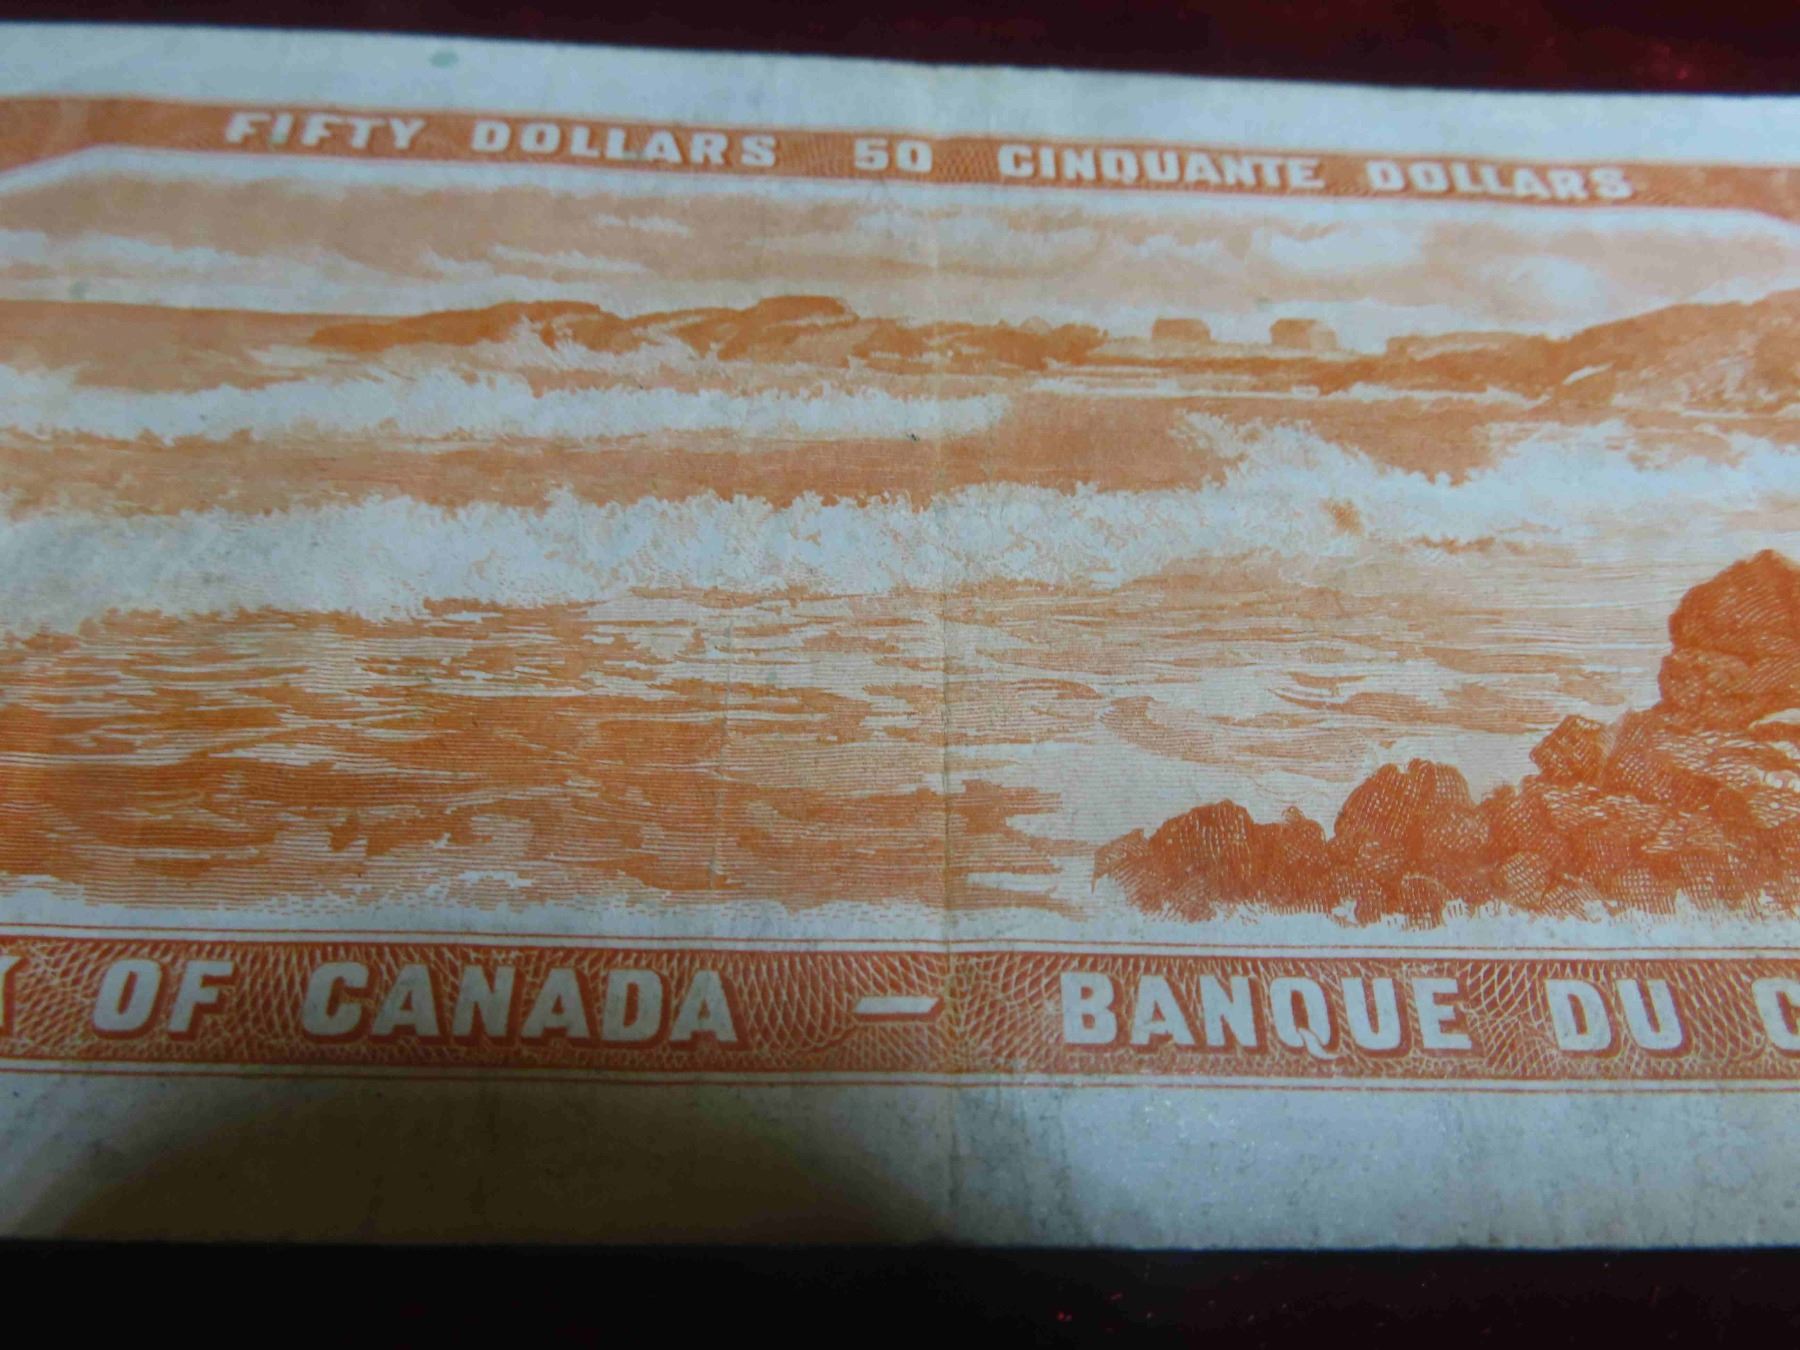 FIFTY DOLLARS 50 CINQUANTE DOLLARS
OF CANADA — BANQUE DU